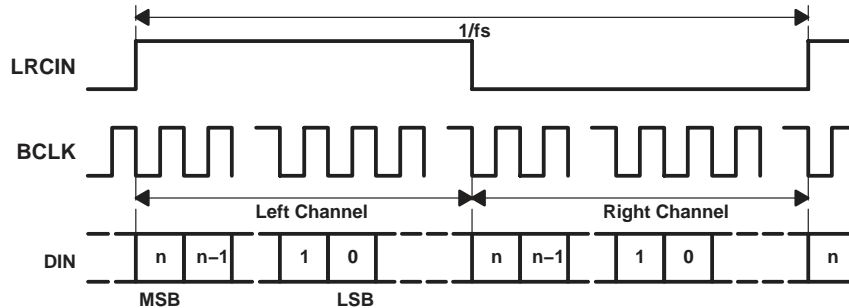 1/fs
LRCIN
BCLK
Left Channel Right Channel
DIN n n−1 1 0 n n−1 1 0 n
MSB LSB